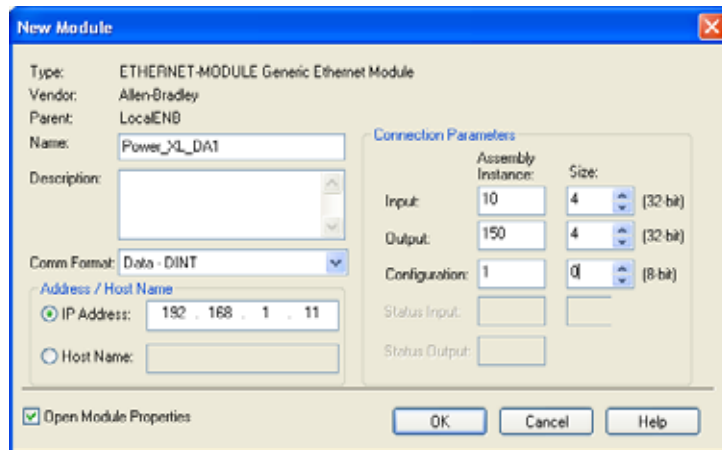 New Module
Type: ETHERNET-MODULE Generic Ethernet Module
Vendor: Allen-Bradley
Parent: LocalENB
Name: Power_XL_DA1
Description:
Comm Format: Data - DINT
Address / Host Name
IP Address: 192 . 168 . 1 . 11
Host Name:
Connection Parameters
Assembly Instance: Size:
Input: 10 4 (32-bit)
Output: 150 4 (32-bit)
Configuration: 1 0 (8-bit)
Status Input:
Status Output:
Open Module Properties
OK Cancel Help